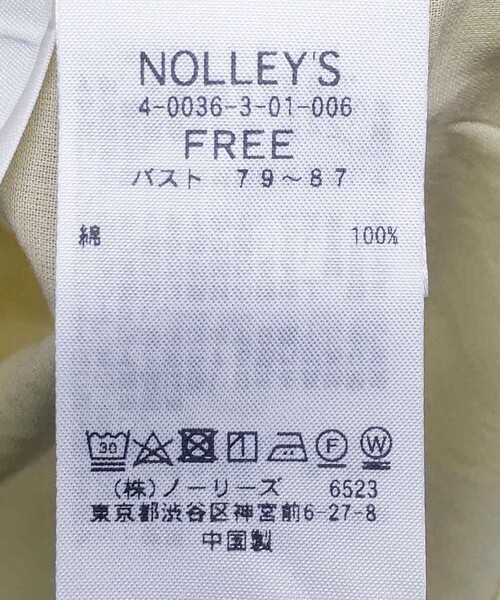 NOLLEY'S
4-0036-3-01-006
FREE
バスト 79~87
綿 100%
30 F W
(株)ノーリーズ 6523
東京都渋谷区神宮前6-27-8
中国製